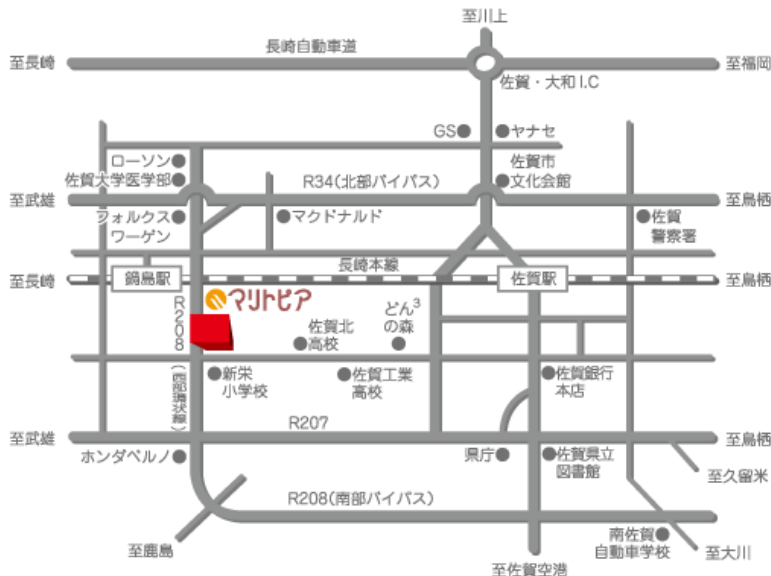 至川上
長崎自動車道
至長崎
至福岡
佐賀・大和I.C
GS
ヤナセ
ローソン
佐賀市
文化会館
佐賀大学医学部
R34(北部バイパス)
至武雄
至鳥栖
フォルクス
ワーゲン
マクドナルド
佐賀
警察署
長崎本線
至長崎
鍋島駅
佐賀駅
至鳥栖
マリトピア
R208
(西部環状線)
佐賀北
高校
どん3
の森
新栄
小学校
佐賀工業
高校
佐賀銀行
本店
R207
至武雄
至鳥栖
ホンダベルノ
県庁
佐賀県立
図書館
至久留米
R208(南部バイパス)
至鹿島
南佐賀
自動車学校
至大川
至佐賀空港